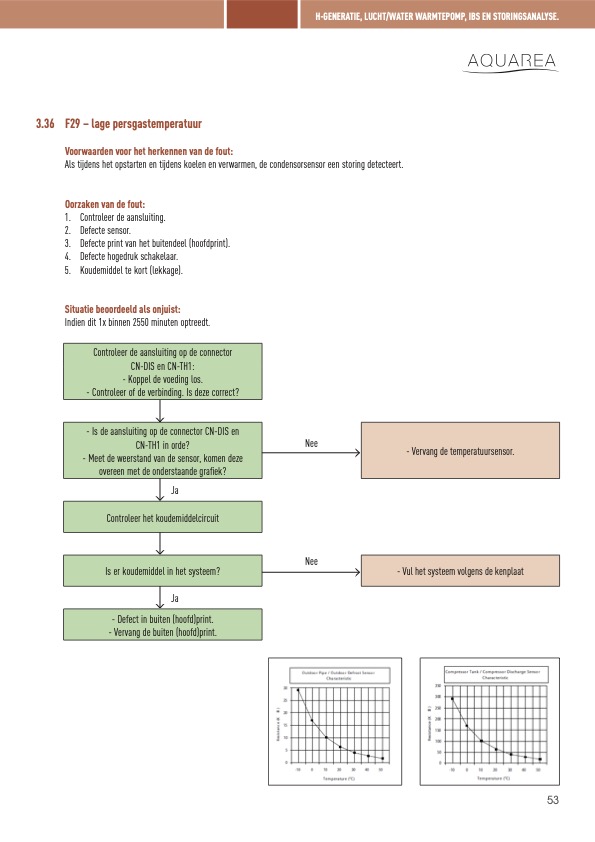 H-GENERATIE, LUCHT/WATER WARMTEPOMP, IBS EN STORINGSANALYSE.
AQUAREA
3.36 F29 – lage persgastemperatuur
Voorwaarden voor het herkennen van de fout:
Als tijdens het opstarten en tijdens koelen en verwarmen, de condensorsensor een storing detecteert.
Oorzaken van de fout:
1. Controleer de aansluiting.
2. Defecte sensor.
3. Defecte print van het buitendeel (hoofdprint).
4. Defecte hogedruk schakelaar.
5. Koudemiddel te kort (lekkage).
Situatie beoordeeld als onjuist:
Indien dit 1x binnen 2550 minuten optreedt.
Controleer de aansluiting op de connector
CN-DIS en CN-TH1:
- Koppel de voeding los.
- Controleer of de verbinding. Is deze correct?
- Is de aansluiting op de connector CN-DIS en
CN-TH1 in orde?
- Meet de weerstand van de sensor, komen deze
overeen met de onderstaande grafiek?
Nee
- Vervang de temperatuursensor.
Ja
Controleer het koudemiddelcircuit
Is er koudemiddel in het systeem?
Nee
- Vul het systeem volgens de kenplaat
Ja
- Defect in buiten (hoofd)print.
- Vervang de buiten (hoofd)print.
Outdoor Pipe / Outdoor Defrost Sensor
Characteristic
30
25
20
15
10
5
0
Resistance (K
-10 0 10 20 30 40 50
Temperature (°C)
Compressor Tank / Compressor Discharge Sensor
Characteristic
350
300
250
200
150
100
50
0
Resistance (K
-10 0 10 20 30 40 50
Temperature (°C)
53